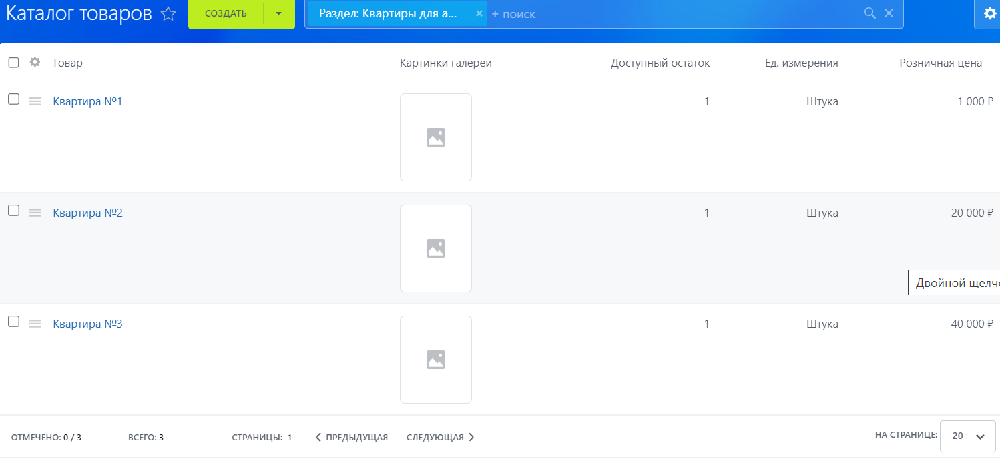 Каталог товаров СОЗДАТЬ Раздел: Квартиры для а... × + поиск
Товар Картинки галереи Доступный остаток Ед. измерения Розничная цена
Квартира №1 1 Штука 1 000 ₽
Квартира №2 1 Штука 20 000 ₽
Двойной щелч
Квартира №3 1 Штука 40 000 ₽
ОТМЕЧЕНО: 0 / 3 ВСЕГО: 3 СТРАНИЦЫ: 1 ПРЕДЫДУЩАЯ СЛЕДУЮЩАЯ НА СТРАНИЦЕ: 20